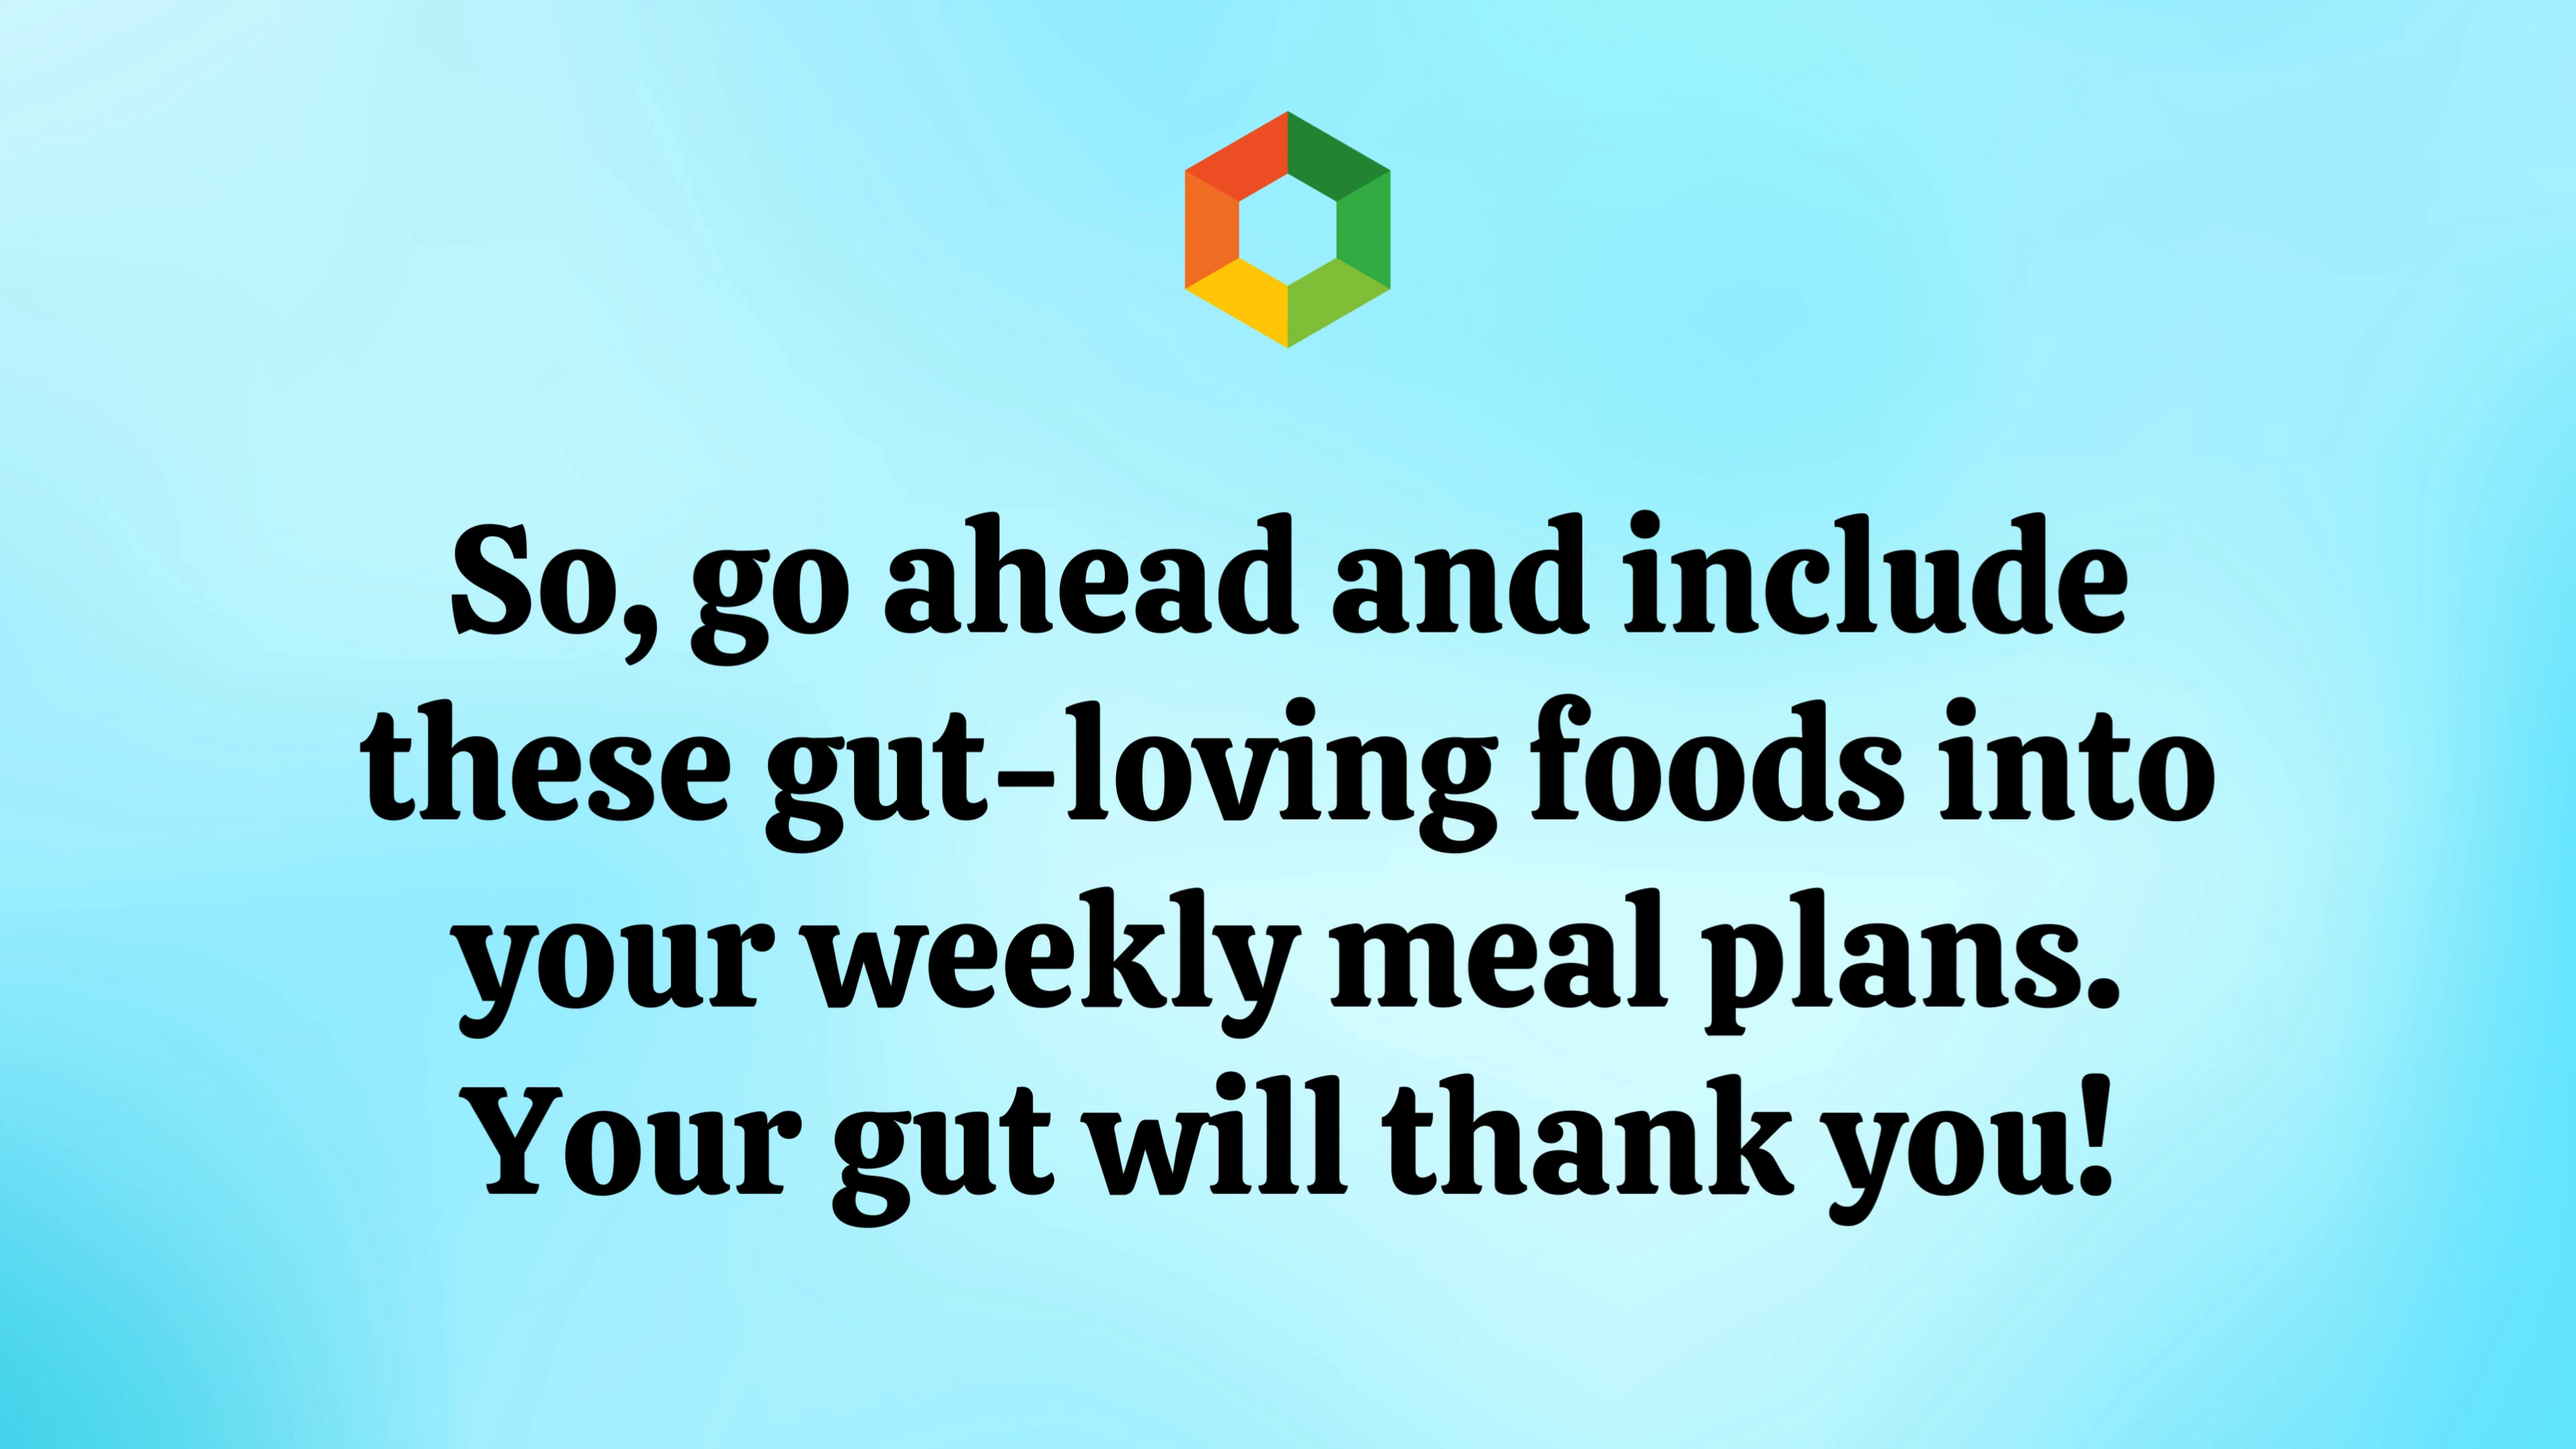 So, go ahead and include
these gut-loving foods into
your weekly meal plans.
Your gut will thank you!